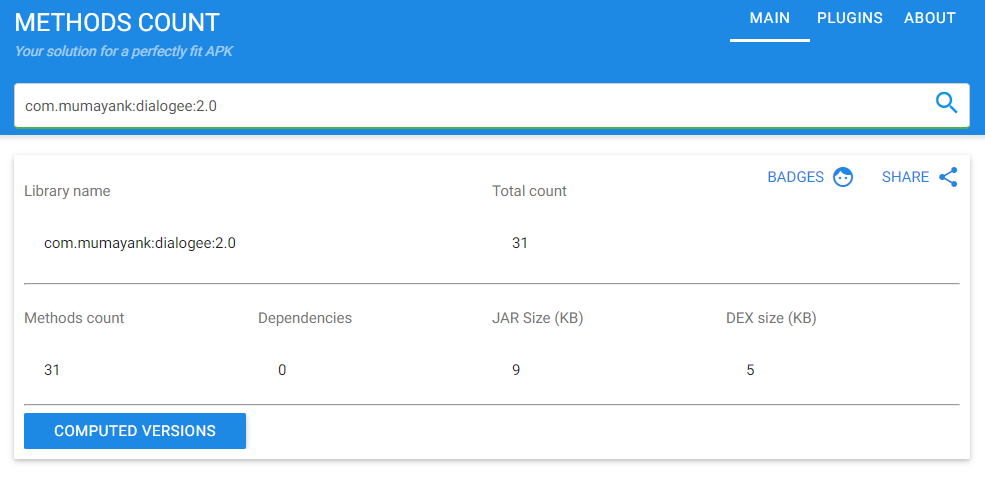 METHODS COUNT
MAIN PLUGINS ABOUT
Your solution for a perfectly fit APK
com.mumayank:dialogee:2.0
BADGES SHARE
Library name Total count
com.mumayank:dialogee:2.0 31
Methods count Dependencies JAR Size (KB) DEX size (KB)
31 0 9 5
COMPUTED VERSIONS